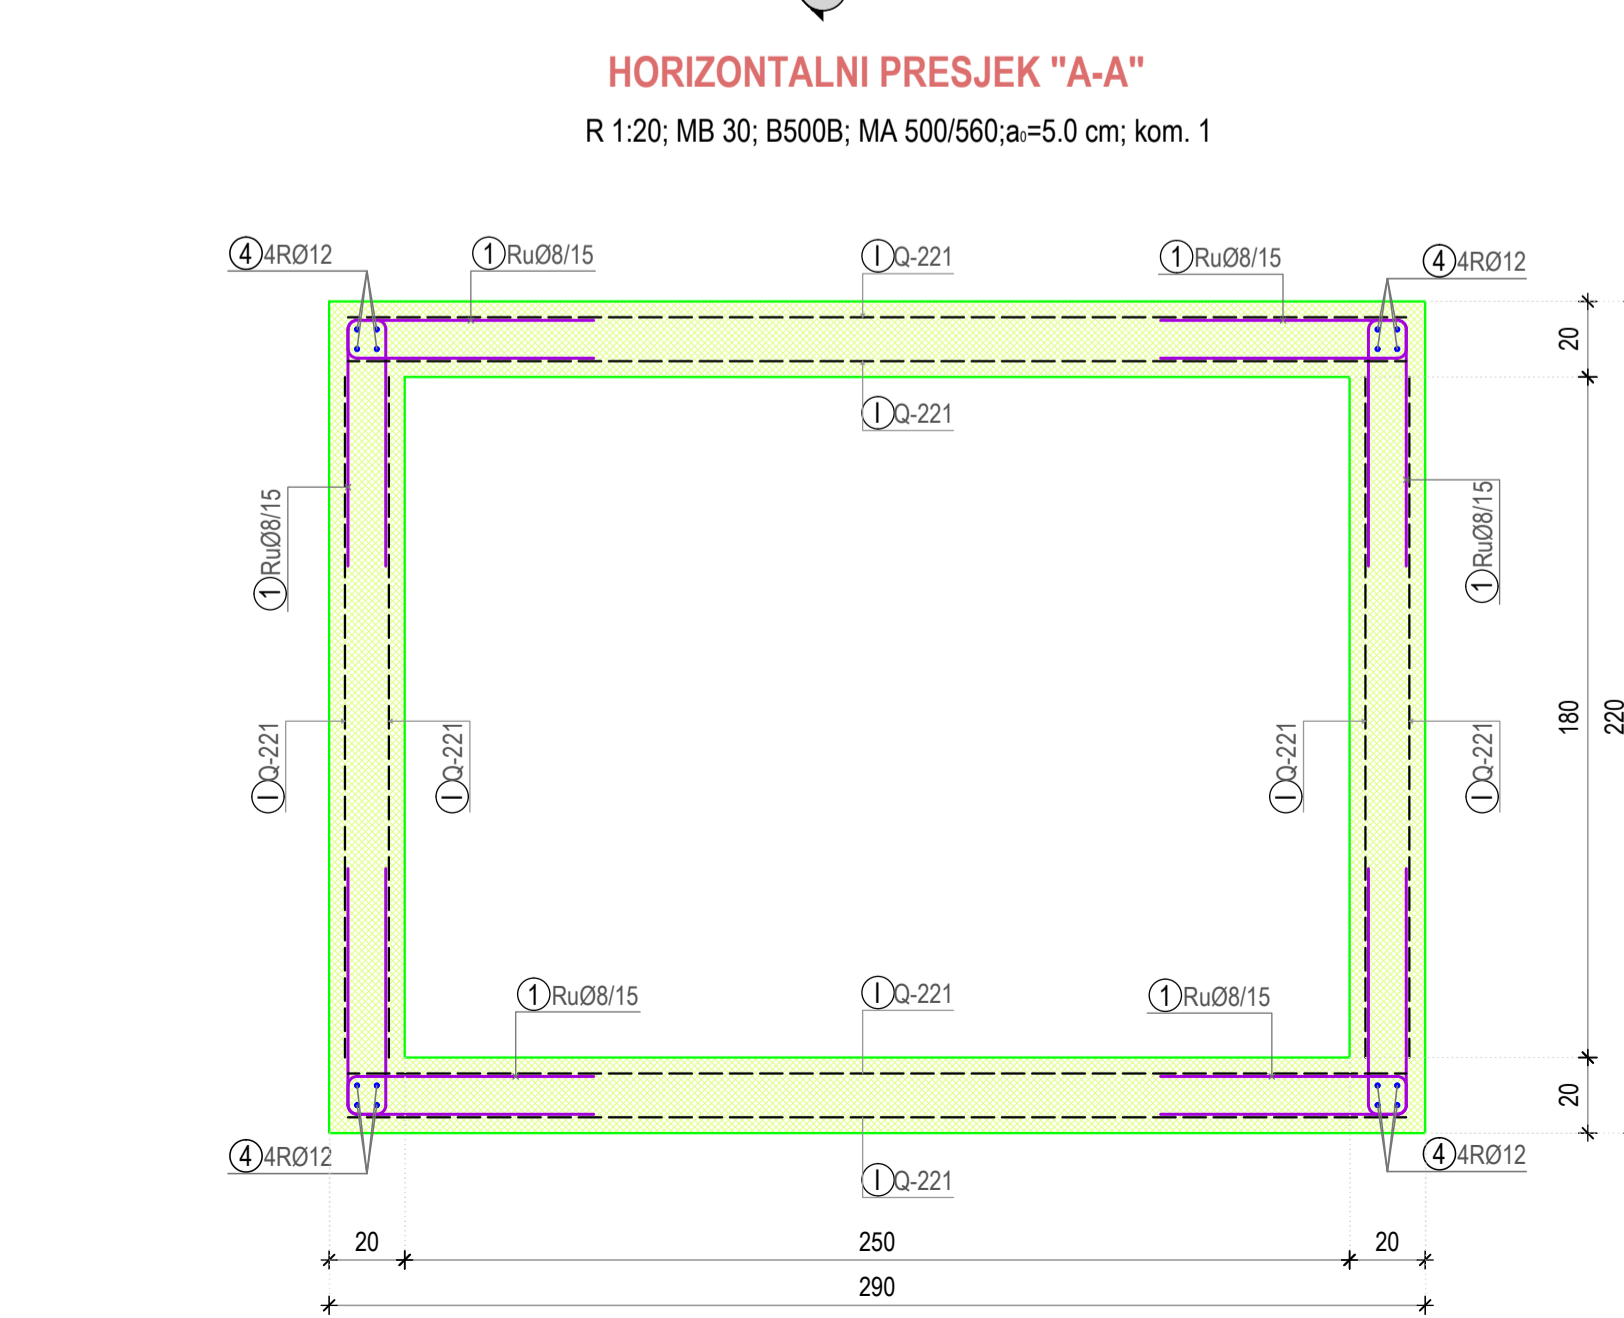 HORIZONTALNI PRESJEK "A-A"
R 1:20; MB 30; B500B; MA 500/560;a₀=5.0 cm; kom. 1
4 4RØ12
1 RuØ8/15
I Q-221
1 RuØ8/15
4 4RØ12
20
I Q-221
1 RuØ8/15
1 RuØ8/15
I Q-221
I Q-221
I Q-221
I Q-221
180
220
1 RuØ8/15
I Q-221
1 RuØ8/15
20
4 4RØ12
I Q-221
4 4RØ12
20
250
20
290